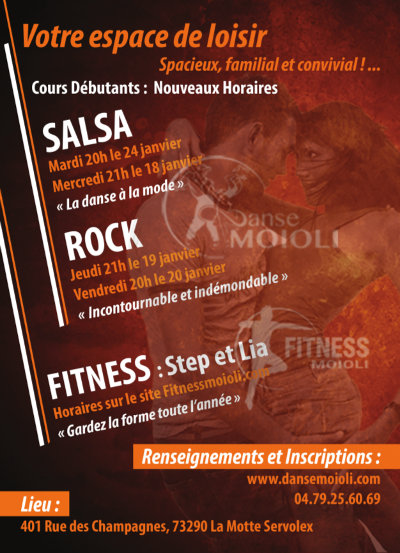 Votre espace de loisir
Spacieux, familial et convivial ! ...
Cours Débutants : Nouveaux Horaires
SALSA
Mardi 20h le 24 janvier
Mercredi 21h le 18 janvier
« La danse à la mode »
Danse
MOIOLI
ROCK
Jeudi 21h le 19 janvier
Vendredi 20h le 20 janvier
« Incontournable et indémondable »
FITNESS
MOIOLI
FITNESS : Step et Lia
Horaires sur le site Fitnessmoioli.com
« Gardez la forme toute l'année »
Renseignements et Inscriptions :
www.dansemoioli.com
04.79.25.60.69
Lieu :
401 Rue des Champagnes, 73290 La Motte Servolex